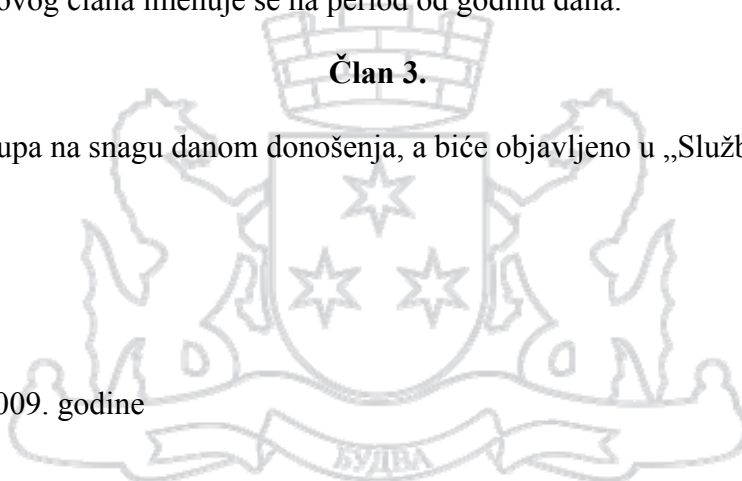 ovog člana imenuje se na period od godinu dana.
Član 3.
upa na snagu danom donošenja, a biće objavljeno u „Služb
009. godine
БУДВА